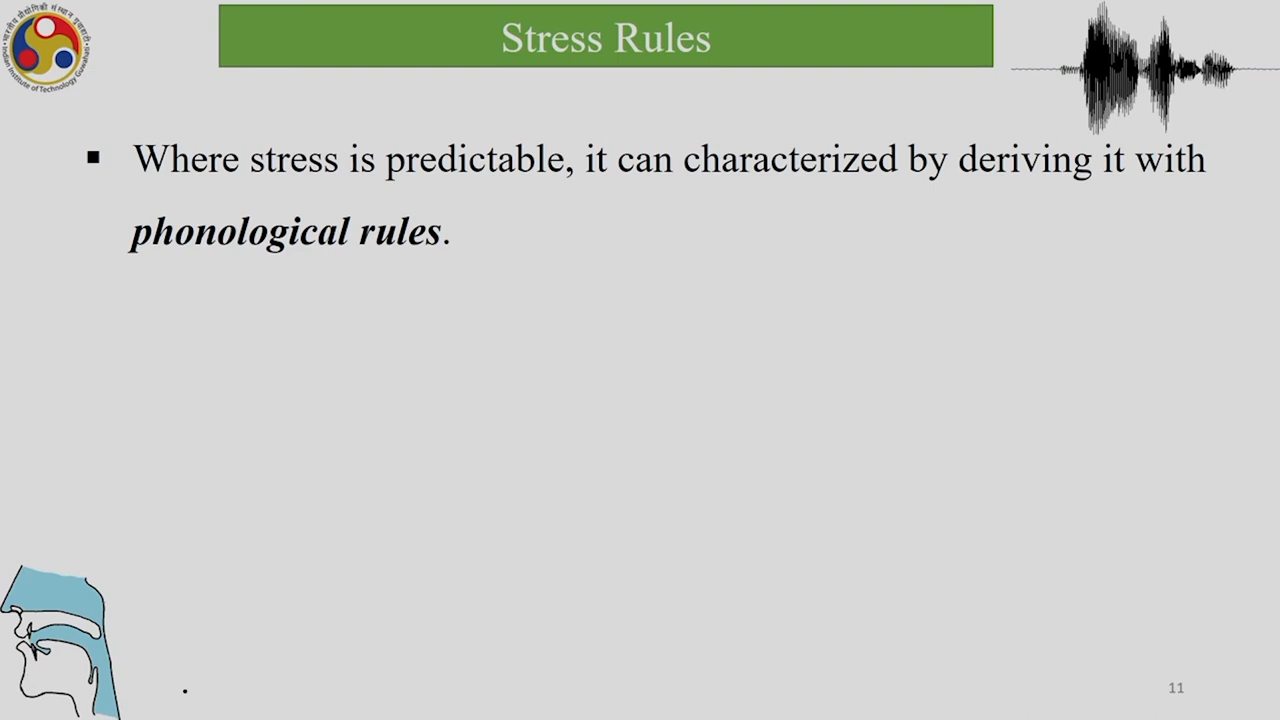 Stress Rules
▪ Where stress is predictable, it can characterized by deriving it with
phonological rules.
.
11